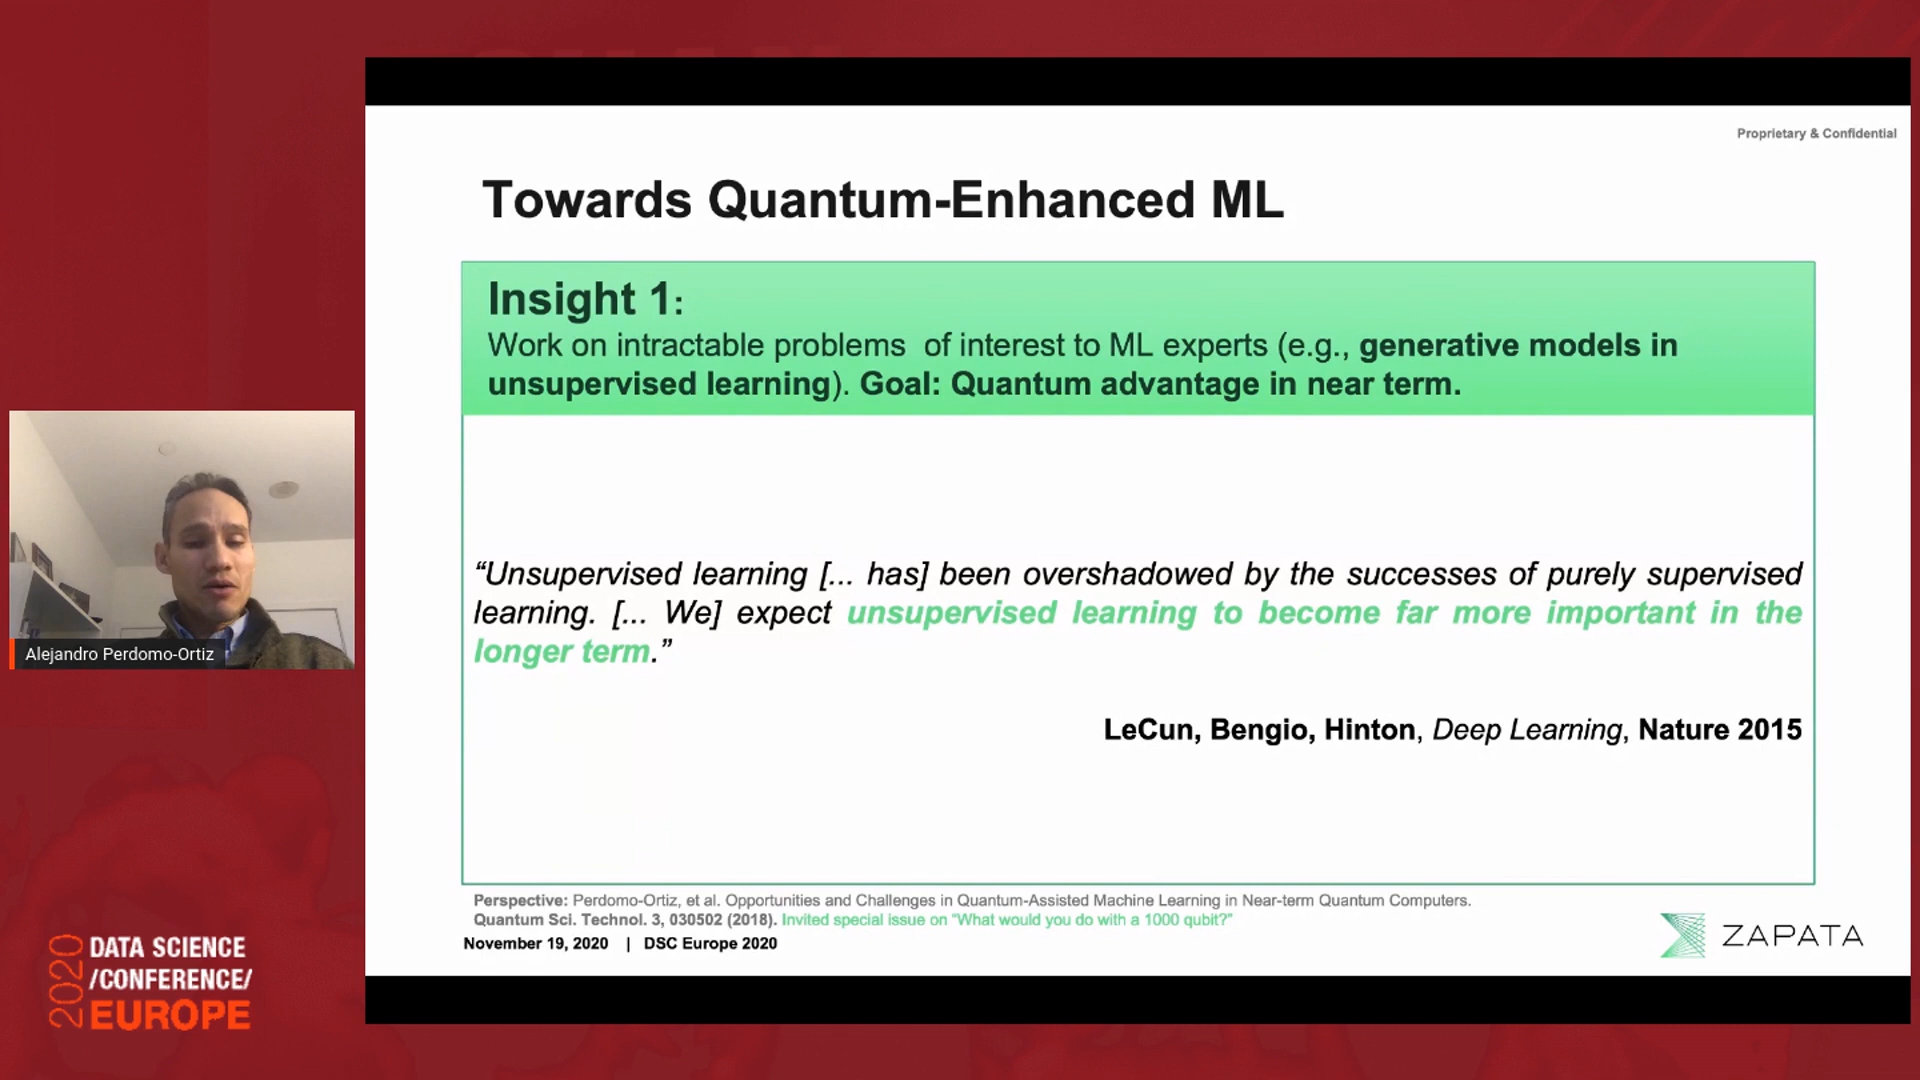 Proprietary & Confidential
Towards Quantum-Enhanced ML
Insight 1:
Work on intractable problems of interest to ML experts (e.g., generative models in
unsupervised learning). Goal: Quantum advantage in near term.
“Unsupervised learning [... has] been overshadowed by the successes of purely supervised
learning. [... We] expect unsupervised learning to become far more important in the
longer term.”
LeCun, Bengio, Hinton, Deep Learning, Nature 2015
Perspective: Perdomo-Ortiz, et al. Opportunities and Challenges in Quantum-Assisted Machine Learning in Near-term Quantum Computers.
Quantum Sci. Technol. 3, 030502 (2018). Invited special issue on “What would you do with a 1000 qubit?”
November 19, 2020 | DSC Europe 2020
ZAPATA
Alejandro Perdomo-Ortiz
2020
DATA SCIENCE
/CONFERENCE/
EUROPE